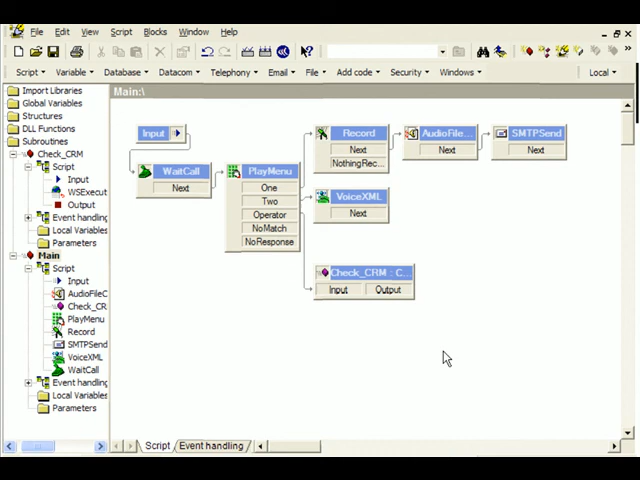 File Edit View Script Blocks Window Help
Script Variable Database Datacom Telephony Email File Add code Security Windows Local
Import Libraries
Global Variables
Structures
DLL Functions
Subroutines
Check_CRM
Script
Input
WSExecut
Output
Event handling
Local Variables
Parameters
Main
Script
Input
AudioFileC
Check_CR
PlayMenu
Record
SMTPSend
VoiceXML
WaitCall
Event handling
Local Variables
Parameters
Main:\
Input
WaitCall
Next
PlayMenu
One
Two
Operator
NoMatch
NoResponse
Record
Next
NothingRec...
AudioFile...
Next
SMTPSend
Next
VoiceXML
Next
Check_CRM : C...
Input Output
Script Event handling